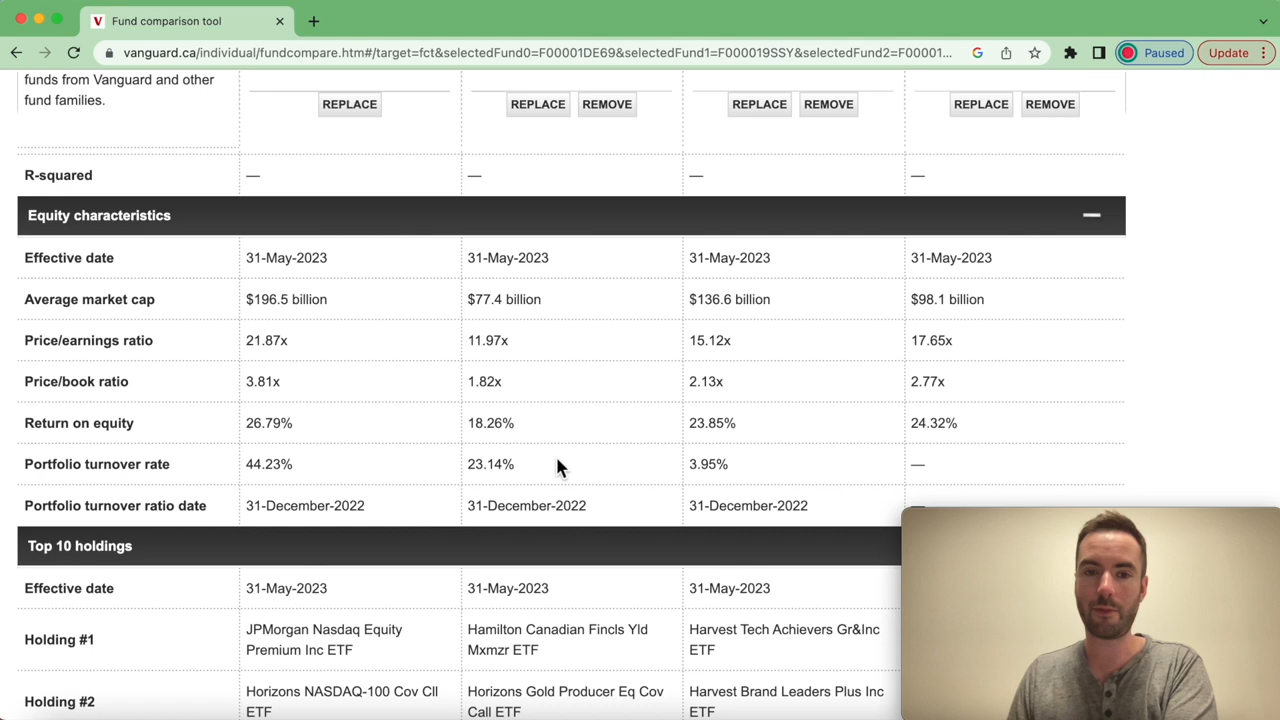 Fund comparison tool
vanguard.ca/individual/fundcompare.htm#/target=fct&selectedFund0=F00001DE69&selectedFund1=F000019SSY&selectedFund2=F00001...
Paused
Update
funds from Vanguard and other
fund families.
REPLACE
REPLACE REMOVE
REPLACE REMOVE
REPLACE REMOVE
R-squared — — — —
Equity characteristics
Effective date 31-May-2023 31-May-2023 31-May-2023 31-May-2023
Average market cap $196.5 billion $77.4 billion $136.6 billion $98.1 billion
Price/earnings ratio 21.87x 11.97x 15.12x 17.65x
Price/book ratio 3.81x 1.82x 2.13x 2.77x
Return on equity 26.79% 18.26% 23.85% 24.32%
Portfolio turnover rate 44.23% 23.14% 3.95% —
Portfolio turnover ratio date 31-December-2022 31-December-2022 31-December-2022 —
Top 10 holdings
Effective date 31-May-2023 31-May-2023 31-May-2023
Holding #1
JPMorgan Nasdaq Equity
Premium Inc ETF
Hamilton Canadian Fincls Yld
Mxmzr ETF
Harvest Tech Achievers Gr&Inc
ETF
Holding #2
Horizons NASDAQ-100 Cov Cll
ETF
Horizons Gold Producer Eq Cov
Call ETF
Harvest Brand Leaders Plus Inc
ETF